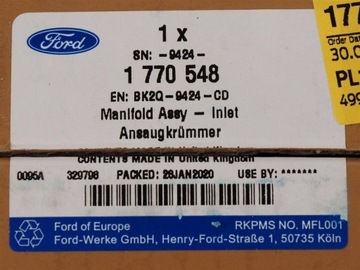 Ford
1 x
SN: -9424-
1 770 548
EN: BK2Q-9424-CD
Manifold Assy - Inlet
Ansaugkrümmer
CONTENTS MADE IN United Kingdom
0095A 329798 PACKED: 26JAN2020 USE BY: *******
Ford of Europe RKPMS NO. MFL001
Ford-Werke GmbH, Henry-Ford-Straße 1, 50735 Köln
177
Order Da
30.0
PL
499